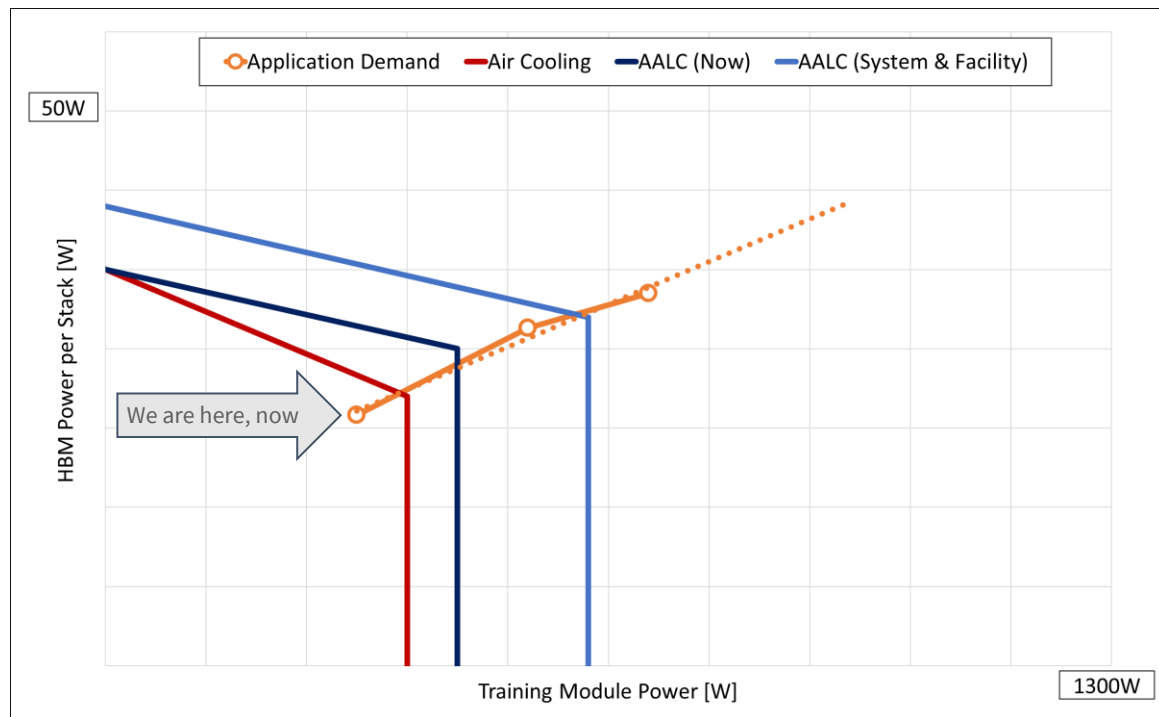 Application Demand Air Cooling AALC (Now) AALC (System & Facility)
50W
HBM Power per Stack [W]
We are here, now
Training Module Power [W]
1300W